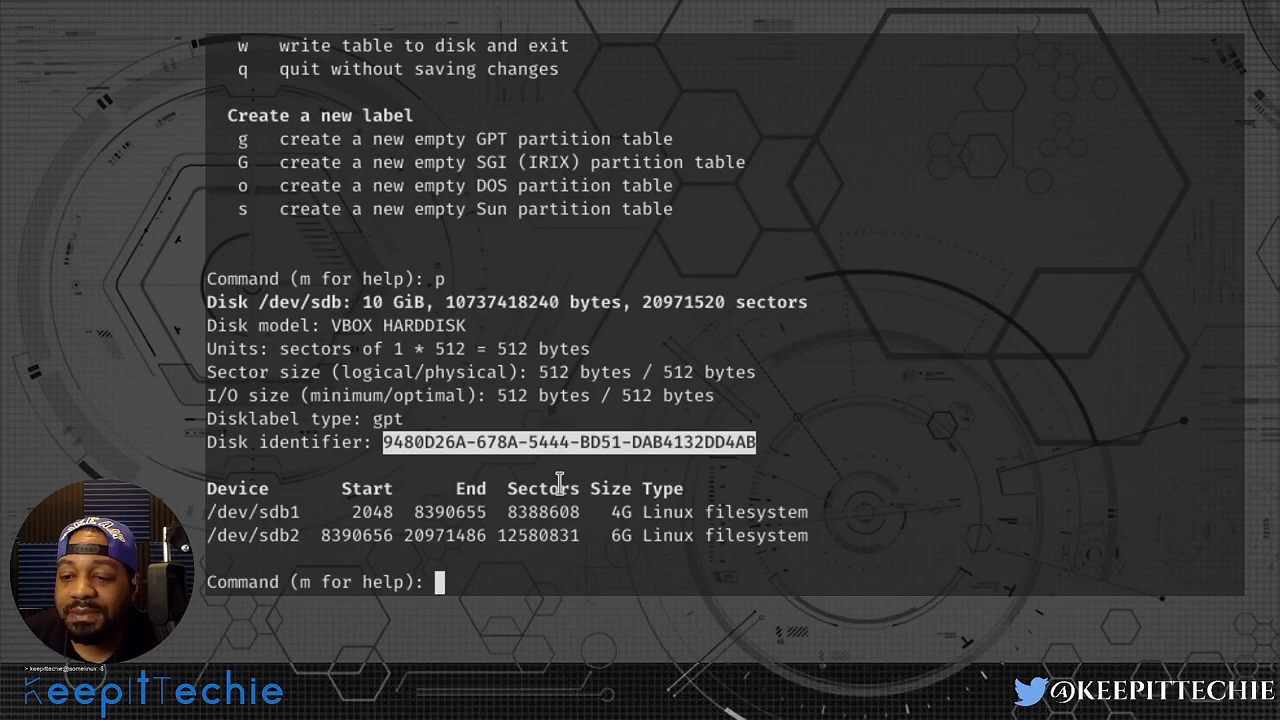 w write table to disk and exit
q quit without saving changes
Create a new label
g create a new empty GPT partition table
G create a new empty SGI (IRIX) partition table
o create a new empty DOS partition table
s create a new empty Sun partition table
Command (m for help): p
Disk /dev/sdb: 10 GiB, 10737418240 bytes, 20971520 sectors
Disk model: VBOX HARDDISK
Units: sectors of 1 * 512 = 512 bytes
Sector size (logical/physical): 512 bytes / 512 bytes
I/O size (minimum/optimal): 512 bytes / 512 bytes
Disklabel type: gpt
Disk identifier: 9480D26A-678A-5444-BD51-DAB4132DD4AB
Device Start End Sectors Size Type
/dev/sdb1 2048 8390655 8388608 4G Linux filesystem
/dev/sdb2 8390656 20971486 12580831 6G Linux filesystem
Command (m for help):
> keepittechie@somelinux:~$
KeepItTechie
@KEEPITTECHIE